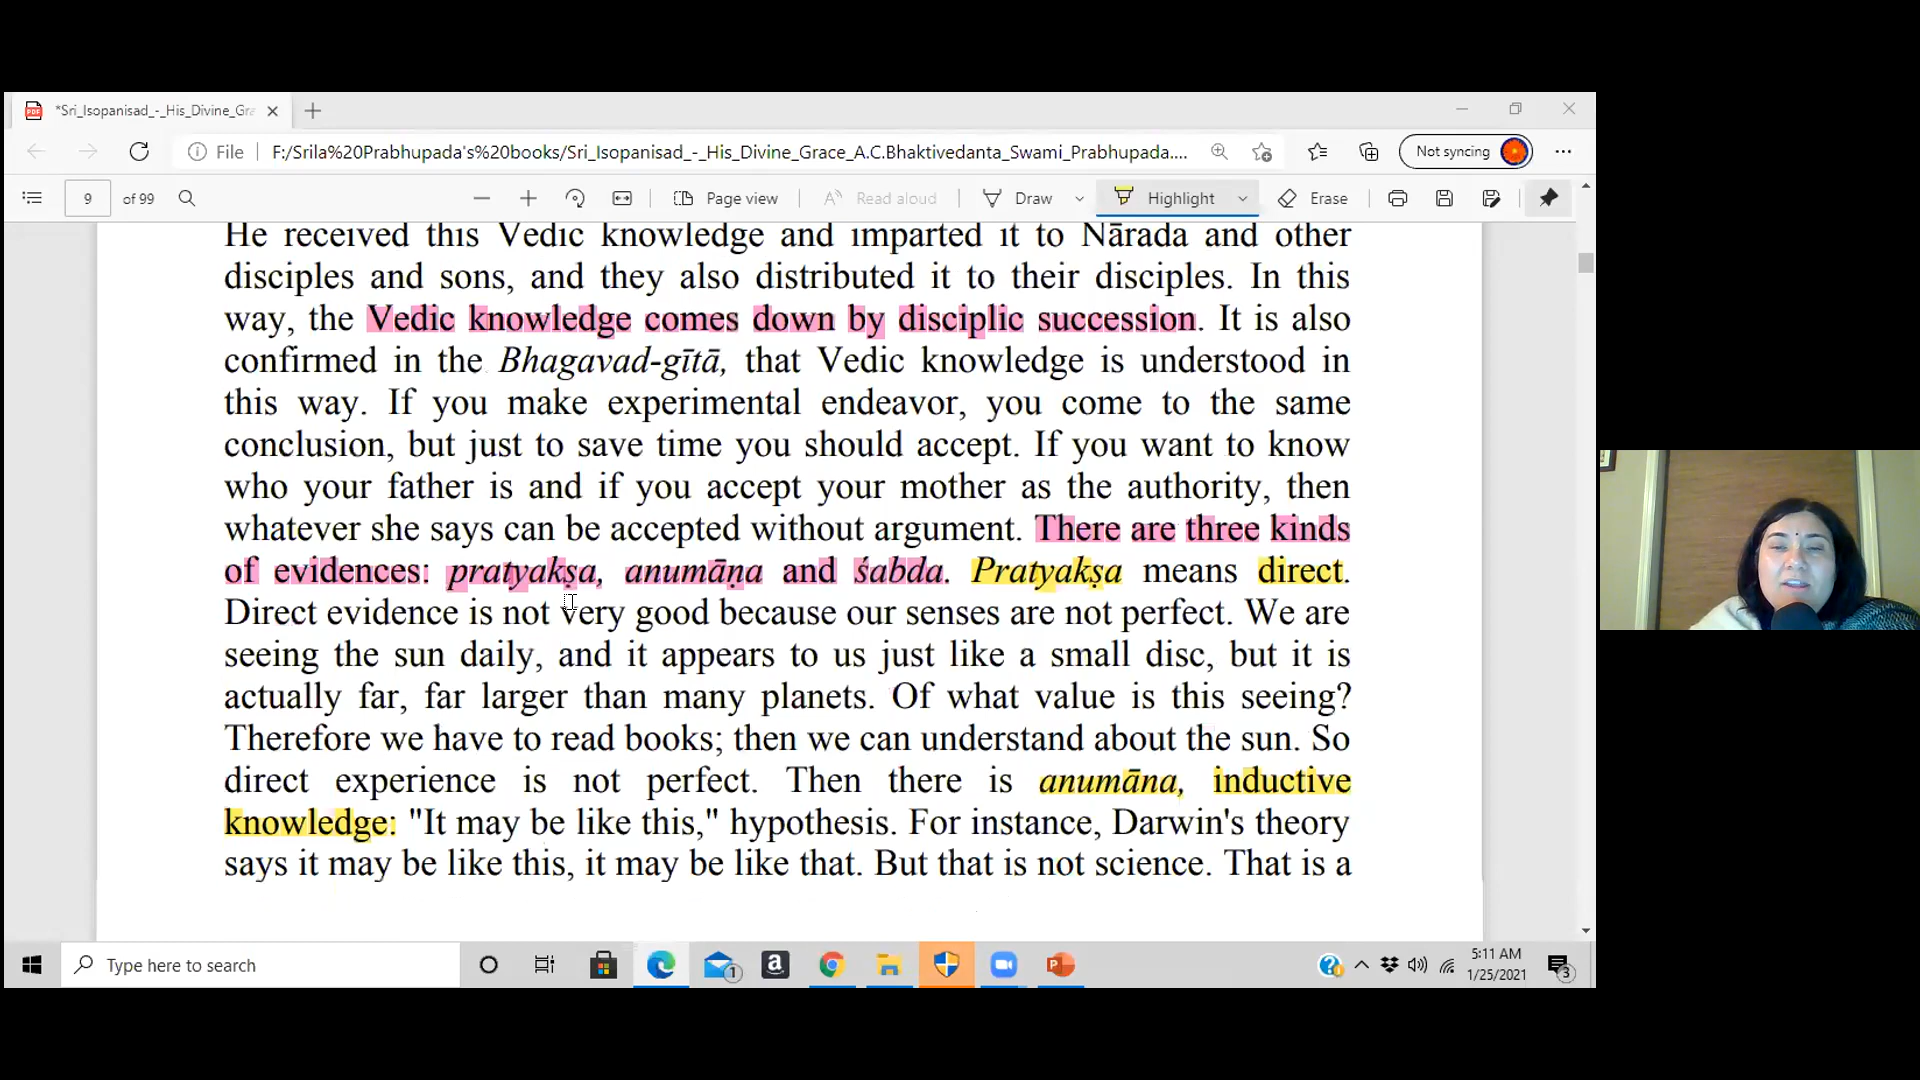 *Sri_Isopanisad_-_His_Divine_Gra
File F:/Srila%20Prabhupada's%20books/Sri_Isopanisad_-_His_Divine_Grace_A.C.Bhaktivedanta_Swami_Prabhupada....
Not syncing
9 of 99
Page view
Read aloud
Draw
Highlight
Erase
He received this Vedic knowledge and imparted it to Nārada and other
disciples and sons, and they also distributed it to their disciples. In this
way, the Vedic knowledge comes down by disciplic succession. It is also
confirmed in the Bhagavad-gītā, that Vedic knowledge is understood in
this way. If you make experimental endeavor, you come to the same
conclusion, but just to save time you should accept. If you want to know
who your father is and if you accept your mother as the authority, then
whatever she says can be accepted without argument. There are three kinds
of evidences: pratyakṣa, anumāṇa and śabda. Pratyakṣa means direct.
Direct evidence is not very good because our senses are not perfect. We are
seeing the sun daily, and it appears to us just like a small disc, but it is
actually far, far larger than many planets. Of what value is this seeing?
Therefore we have to read books; then we can understand about the sun. So
direct experience is not perfect. Then there is anumāna, inductive
knowledge: "It may be like this," hypothesis. For instance, Darwin's theory
says it may be like this, it may be like that. But that is not science. That is a
Type here to search
1
a
5:11 AM
1/25/2021
3